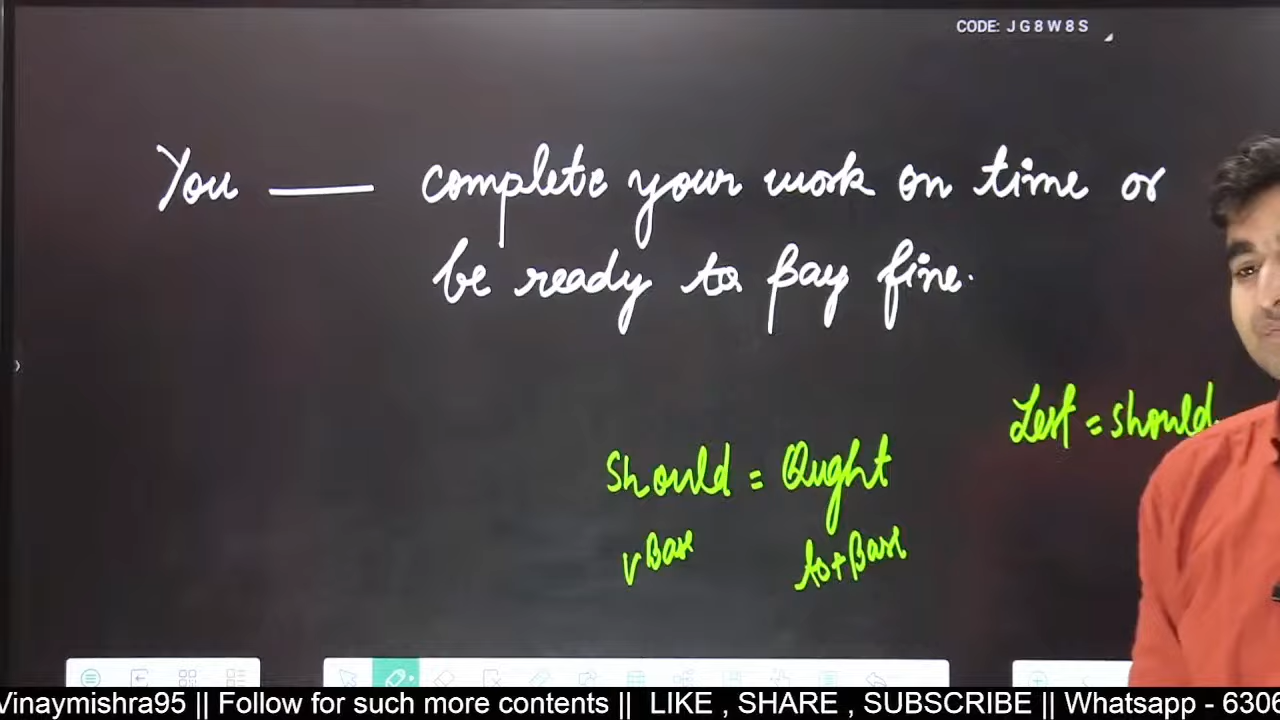 CODE: JG8W8S
You ____ complete your work on time or
be ready to pay fine.
Lest = should
Should = Ought
V Base
to + Base
Vinaymishra95 || Follow for such more contents || LIKE , SHARE , SUBSCRIBE || Whatsapp - 6306